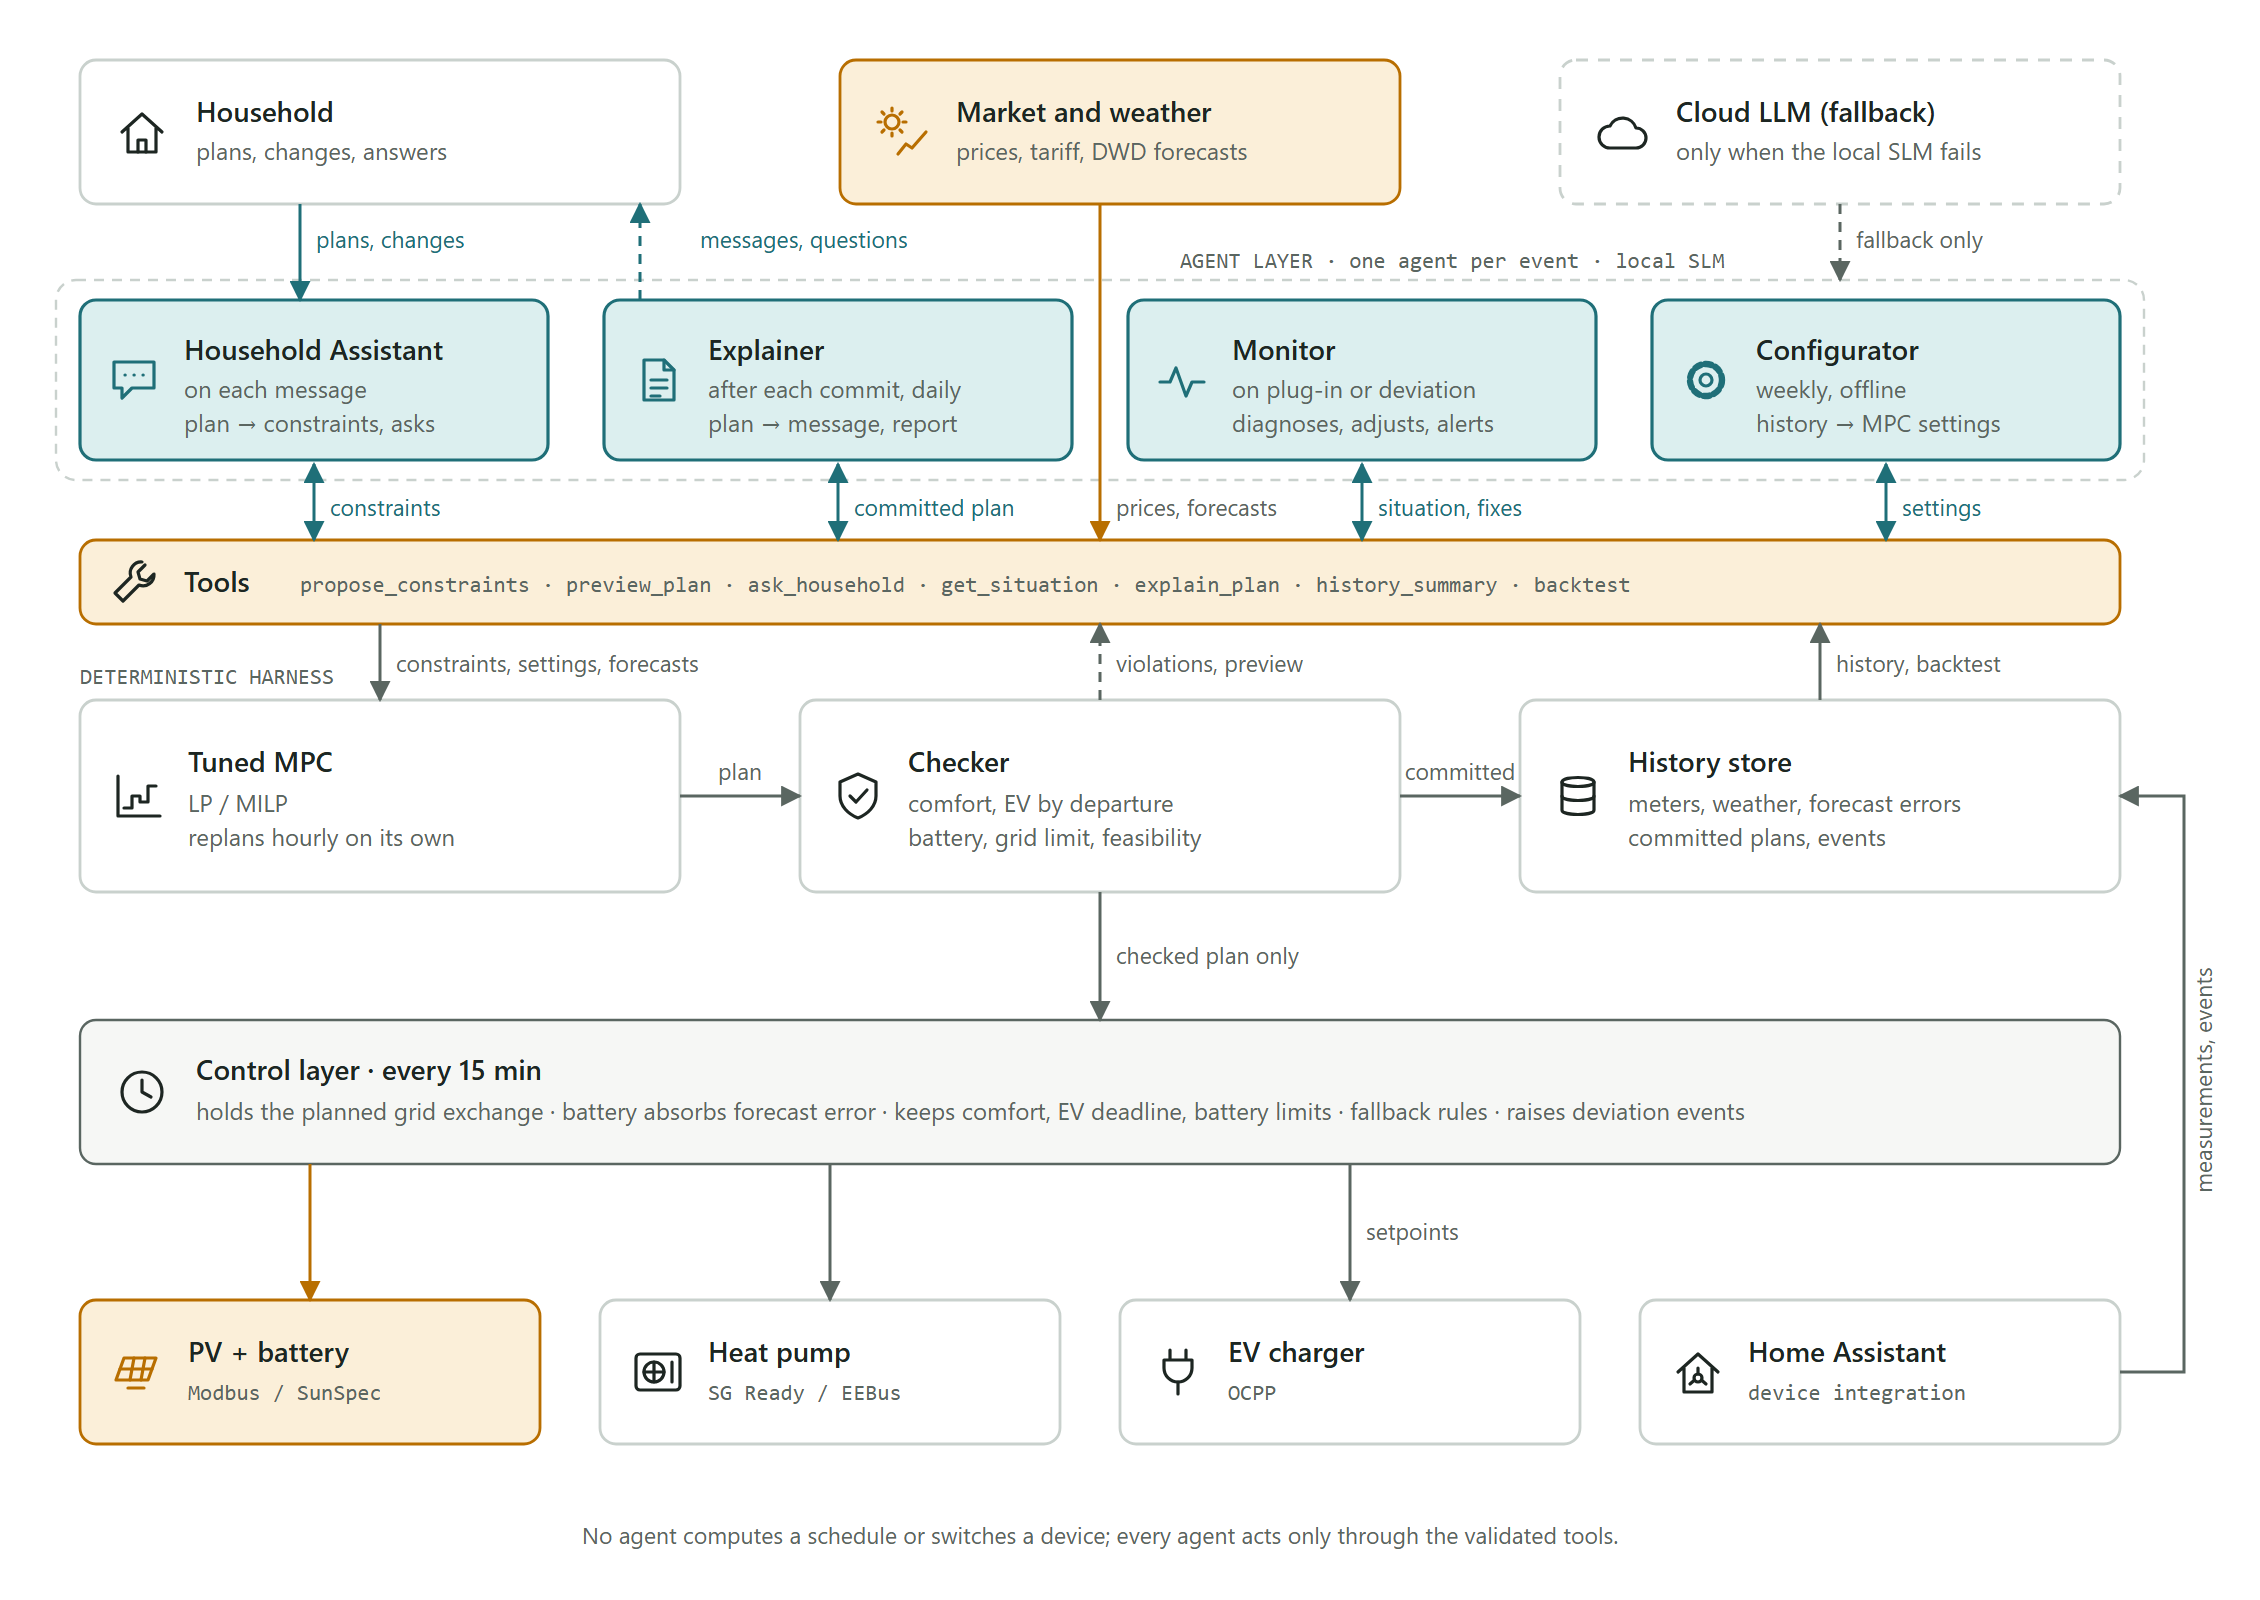 Household
plans, changes, answers
Market and weather
prices, tariff, DWD forecasts
Cloud LLM (fallback)
only when the local SLM fails
plans, changes
messages, questions
fallback only
AGENT LAYER · one agent per event · local SLM
Household Assistant
on each message
plan → constraints, asks
Explainer
after each commit, daily
plan → message, report
Monitor
on plug-in or deviation
diagnoses, adjusts, alerts
Configurator
weekly, offline
history → MPC settings
constraints
committed plan
prices, forecasts
situation, fixes
settings
Tools
propose_constraints · preview_plan · ask_household · get_situation · explain_plan · history_summary · backtest
constraints, settings, forecasts
violations, preview
history, backtest
DETERMINISTIC HARNESS
Tuned MPC
LP / MILP
replans hourly on its own
plan
Checker
comfort, EV by departure
battery, grid limit, feasibility
committed
History store
meters, weather, forecast errors
committed plans, events
checked plan only
measurements, events
Control layer · every 15 min
holds the planned grid exchange · battery absorbs forecast error · keeps comfort, EV deadline, battery limits · fallback rules · raises deviation events
setpoints
PV + battery
Modbus / SunSpec
Heat pump
SG Ready / EEBus
EV charger
OCPP
Home Assistant
device integration
No agent computes a schedule or switches a device; every agent acts only through the validated tools.